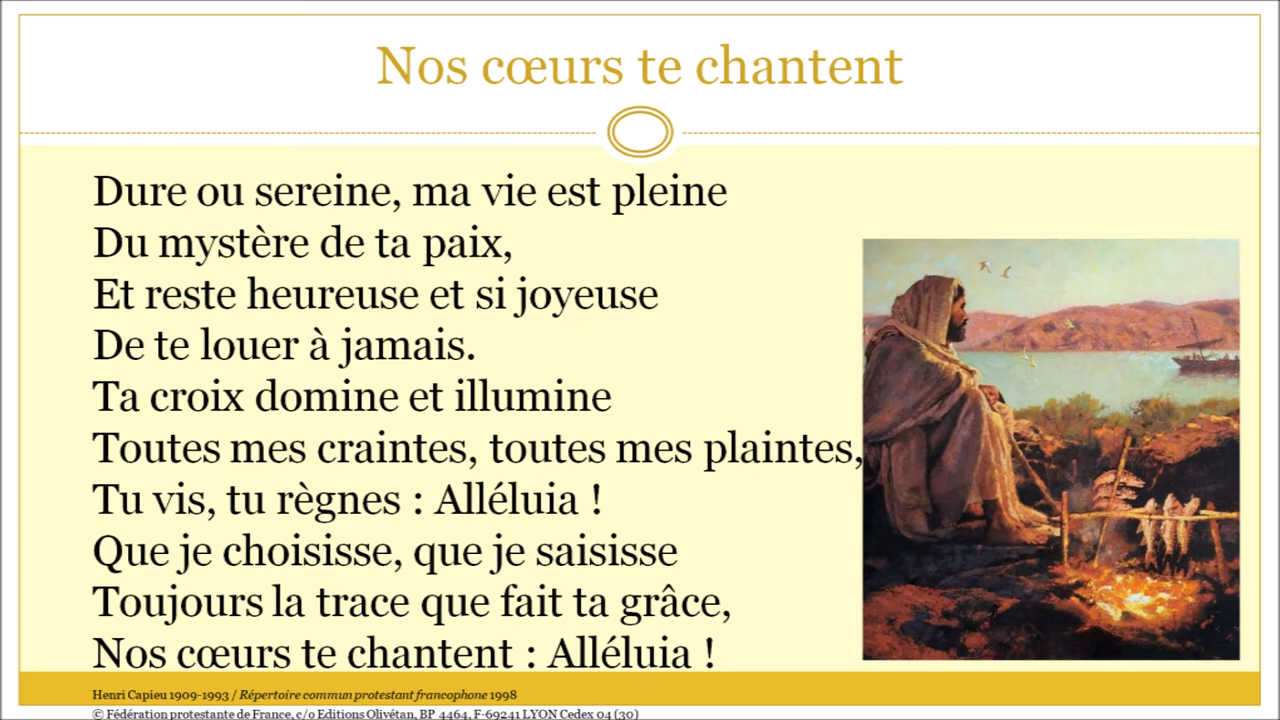 Nos cœurs te chantent
Dure ou sereine, ma vie est pleine
Du mystère de ta paix,
Et reste heureuse et si joyeuse
De te louer à jamais.
Ta croix domine et illumine
Toutes mes craintes, toutes mes plaintes,
Tu vis, tu règnes : Alléluia !
Que je choisisse, que je saisisse
Toujours la trace que fait ta grâce,
Nos cœurs te chantent : Alléluia !
Henri Capieu 1909-1993 / Répertoire commun protestant francophone 1998
© Fédération protestante de France, c/o Editions Olivétan, BP 4464, F-69241 LYON Cedex 04 (30)